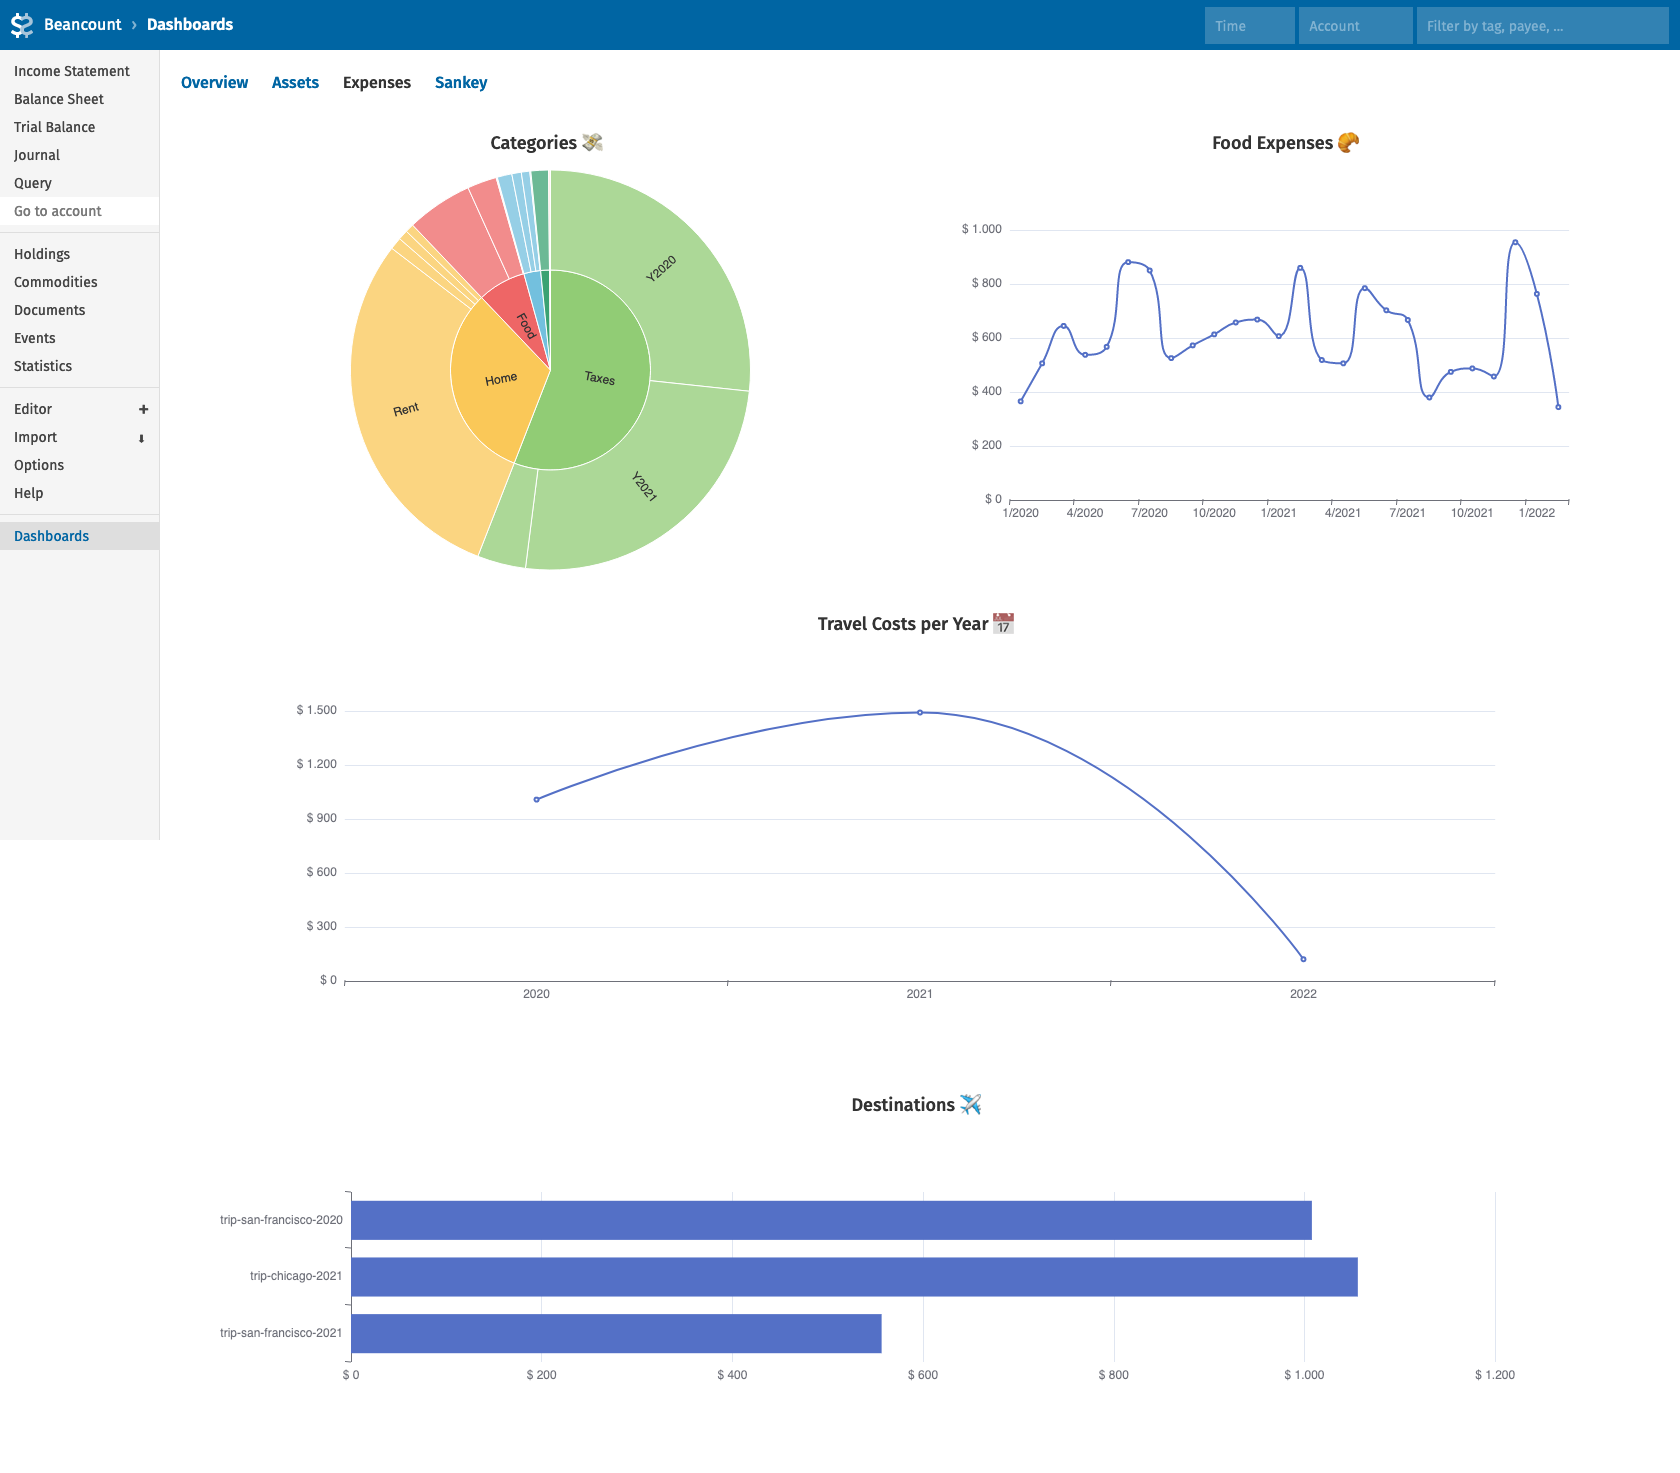 Beancount › Dashboards
Time
Account
Filter by tag, payee, ...
Income Statement
Balance Sheet
Trial Balance
Journal
Query
Go to account
Holdings
Commodities
Documents
Events
Statistics
Editor +
Import
Options
Help
Dashboards
Overview Assets Expenses Sankey
Categories
Y2020
Food
Home
Taxes
Rent
Y2021
Food Expenses
$ 1.000
$ 800
$ 600
$ 400
$ 200
$ 0
1/2020 4/2020 7/2020 10/2020 1/2021 4/2021 7/2021 10/2021 1/2022
Travel Costs per Year 17
$ 1.500
$ 1.200
$ 900
$ 600
$ 300
$ 0
2020 2021 2022
Destinations
trip-san-francisco-2020
trip-chicago-2021
trip-san-francisco-2021
$ 0 $ 200 $ 400 $ 600 $ 800 $ 1.000 $ 1.200